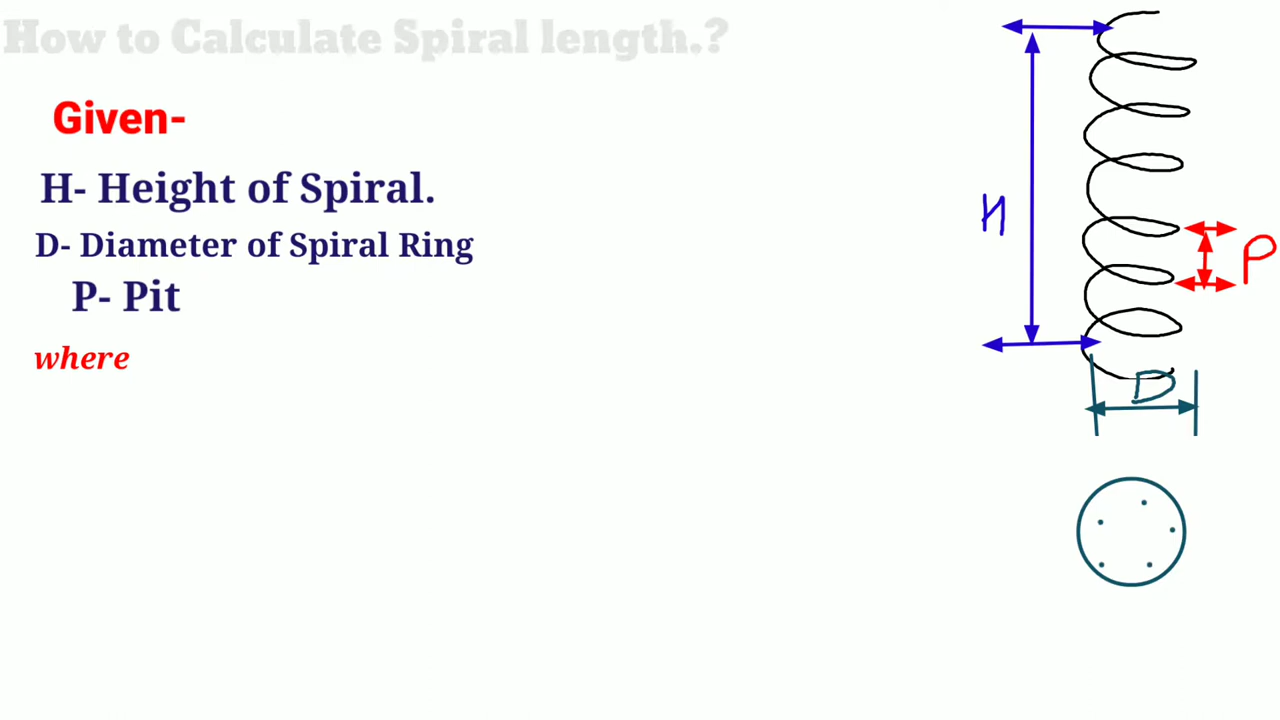 How to Calculate Spiral length.?
Given-
H- Height of Spiral.
D- Diameter of Spiral Ring
P- Pit
where
H
P
D